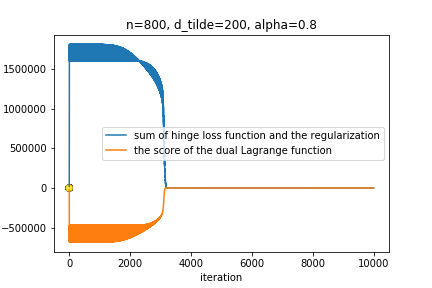 n=800, d_tilde=200, alpha=0.8
1500000
1000000
500000
0
−500000
sum of hinge loss function and the regularization
the score of the dual Lagrange function
0 2000 4000 6000 8000 10000
iteration